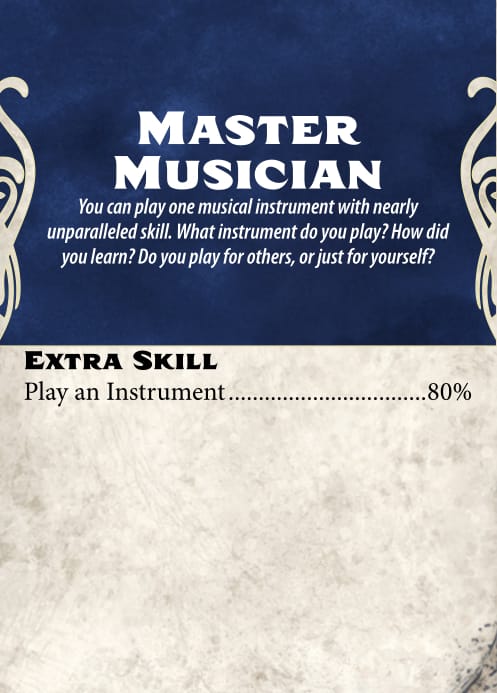 MASTER
MUSICIAN
You can play one musical instrument with nearly
unparalleled skill. What instrument do you play? How did
you learn? Do you play for others, or just for yourself?
EXTRA SKILL
Play an Instrument.................................80%